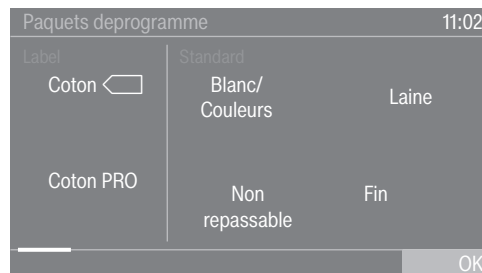 Paquets deprogramme 11:02
Label Standard
Coton Blanc/
Couleurs Laine
Coton PRO Non
repassable Fin
OK